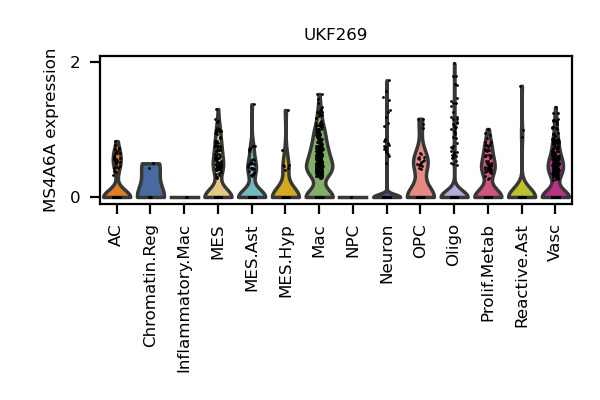 UKF269
MS4A6A expression
2
0
AC
Chromatin.Reg
Inflammatory.Mac
MES
MES.Ast
MES.Hyp
Mac
NPC
Neuron
OPC
Oligo
Prolif.Metab
Reactive.Ast
Vasc